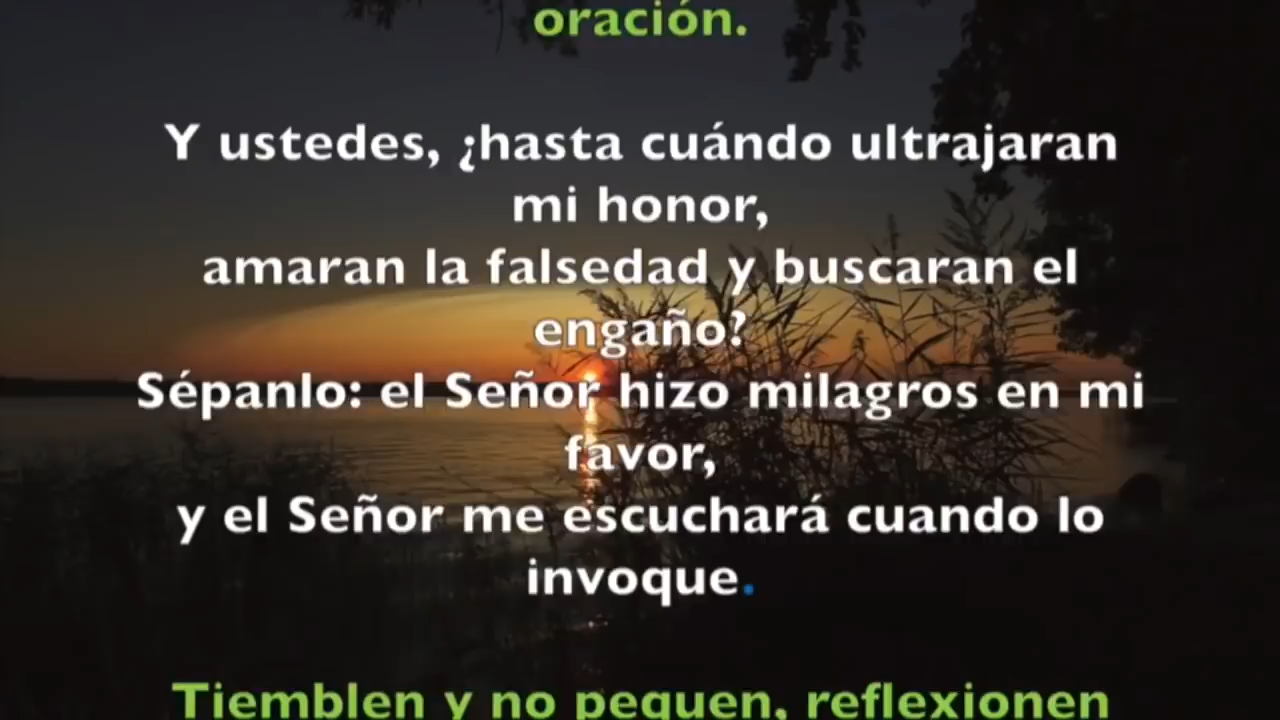 oración.
Y ustedes, ¿hasta cuándo ultrajaran
mi honor,
amaran la falsedad y buscaran el
engaño?
Sépanlo: el Señor hizo milagros en mi
favor,
y el Señor me escuchará cuando lo
invoque.
Tiemblen y no pequen, reflexionen